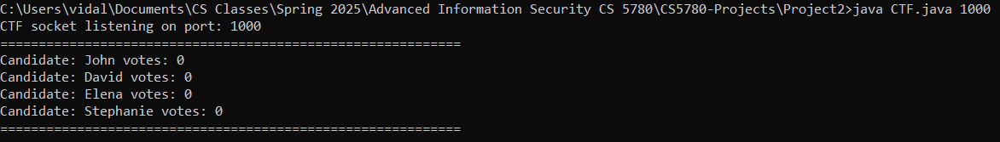 C:\Users\vidal\Documents\CS Classes\Spring 2025\Advanced Information Security CS 5780\CS5780-Projects\Project2>java CTF.java 1000
CTF socket listening on port: 1000
============================================================
Candidate: John votes: 0
Candidate: David votes: 0
Candidate: Elena votes: 0
Candidate: Stephanie votes: 0
============================================================